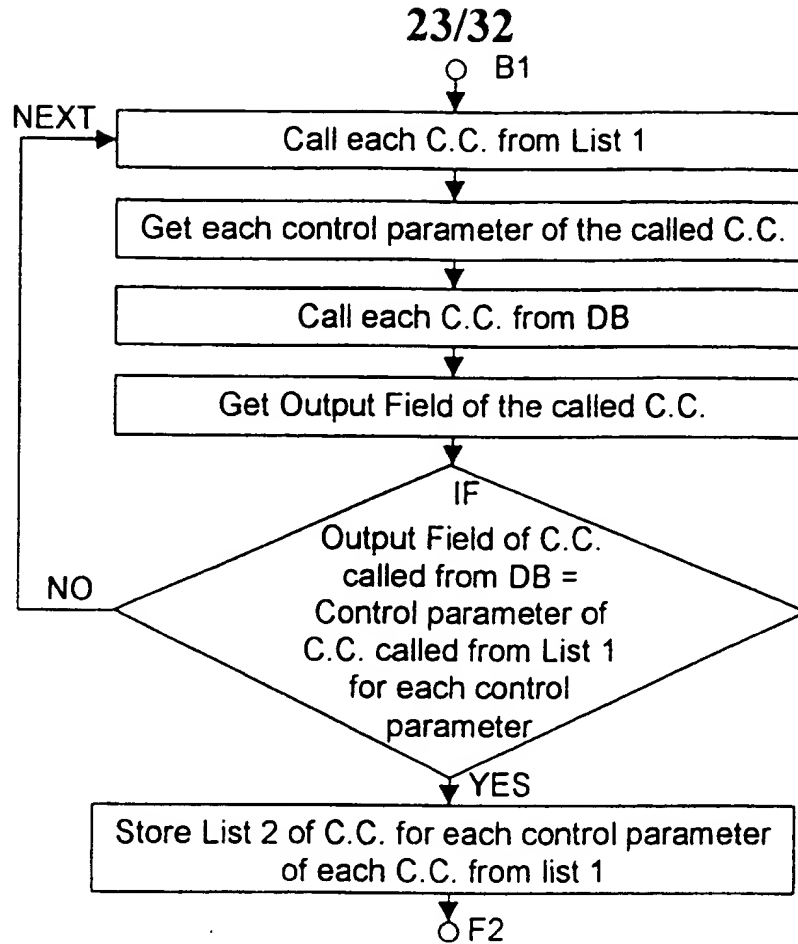 23/32
B1
NEXT
Call each C.C. from List 1
Get each control parameter of the called C.C.
Call each C.C. from DB
Get Output Field of the called C.C.
IF
Output Field of C.C.
called from DB =
Control parameter of
C.C. called from List 1
for each control
parameter
NO
YES
Store List 2 of C.C. for each control parameter
of each C.C. from list 1
F2